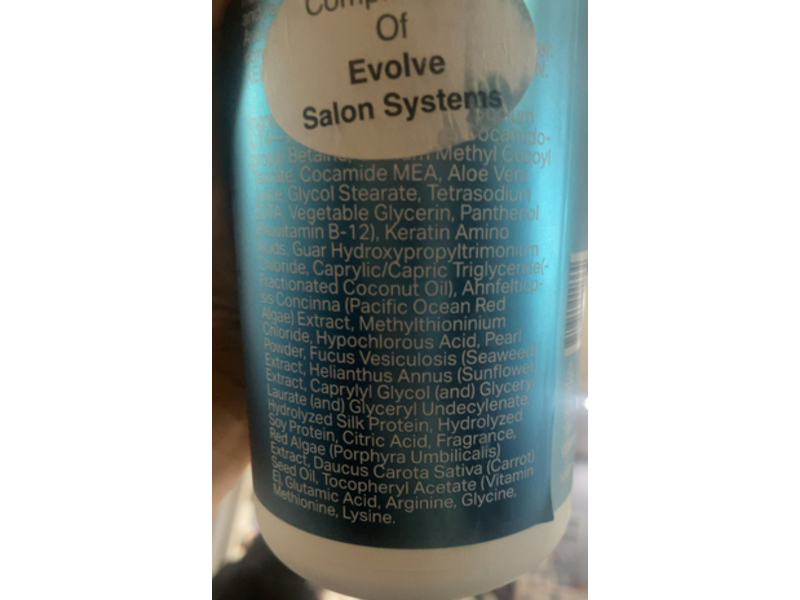 Of
Evolve
Salon Systems
Betaine, Methyl Cocoyl
Cocamide MEA, Aloe Vera
Glycol Stearate, Tetrasodium
Vegetable Glycerin, Panthenol
B-12), Keratin Amino
Guar Hydroxypropyltrimonium
Chloride, Caprylic/Capric Triglyceride(-
Fractionated Coconut Oil), Ahnfeltiop-
sis Concinna (Pacific Ocean Red
Algae) Extract, Methylthioninium
Chloride, Hypochlorous Acid, Pearl
Powder, Fucus Vesiculosis (Seaweed)
Extract, Helianthus Annus (Sunflower)
Extract, Caprylyl Glycol (and) Glyceryl
Laurate (and) Glyceryl Undecylenate,
Hydrolyzed Silk Protein, Hydrolyzed
Soy Protein, Citric Acid, Fragrance,
Red Algae (Porphyra Umbilicalis)
Extract, Daucus Carota Sativa (Carrot)
Seed Oil, Tocopheryl Acetate (Vitamin
E), Glutamic Acid, Arginine, Glycine,
Methionine, Lysine.